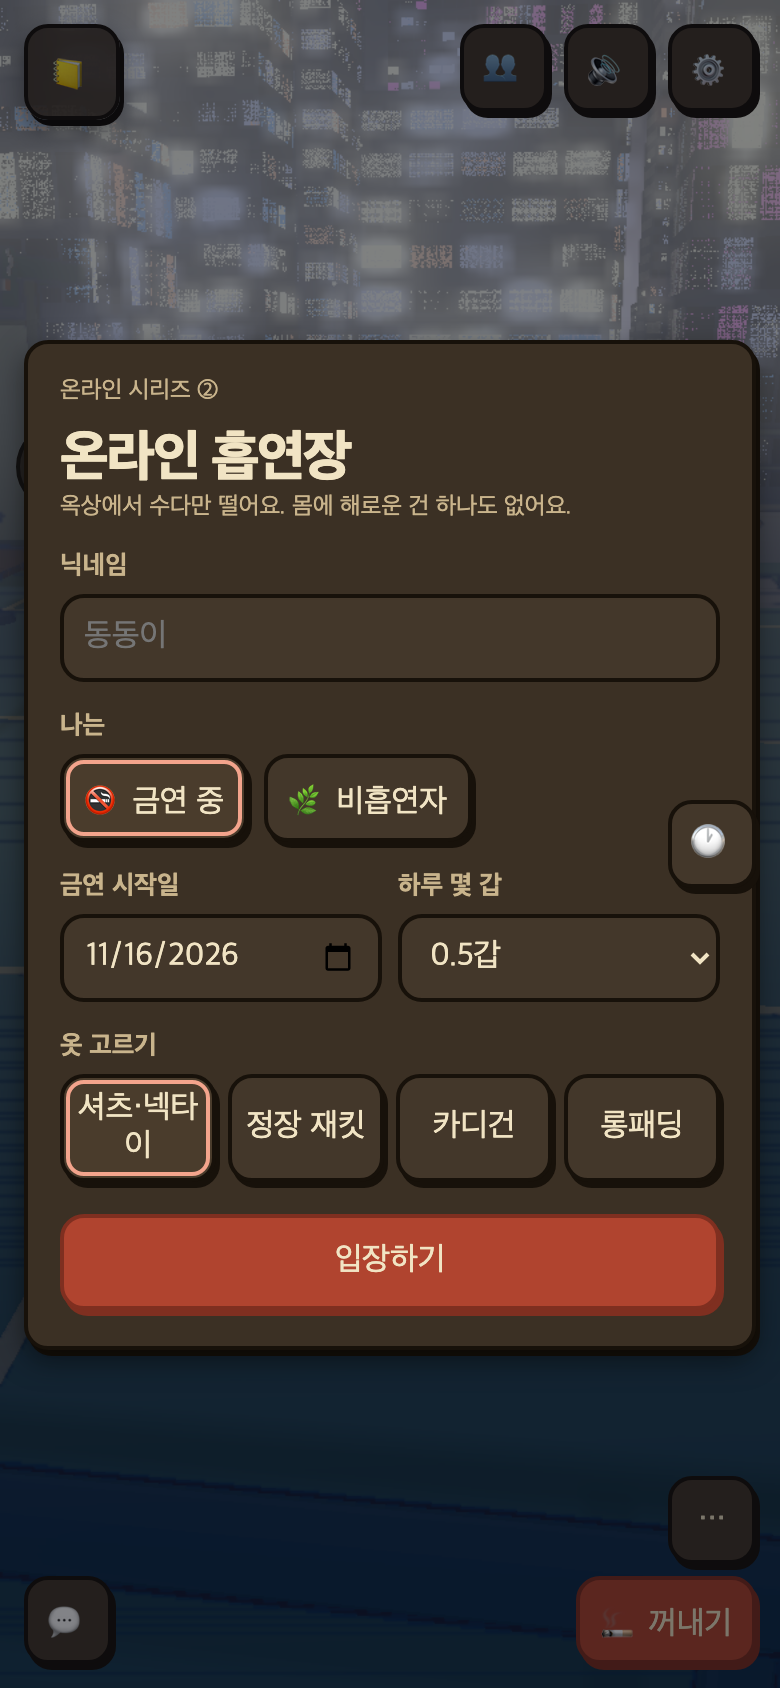 온라인 시리즈 ②
온라인 흡연장
옥상에서 수다만 떨어요. 몸에 해로운 건 하나도 없어요.
닉네임
동동이
나는
금연 중
비흡연자
금연 시작일
하루 몇 갑
11/16/2026
0.5갑
옷 고르기
셔츠·넥타
이
정장 재킷
카디건
롱패딩
입장하기
꺼내기